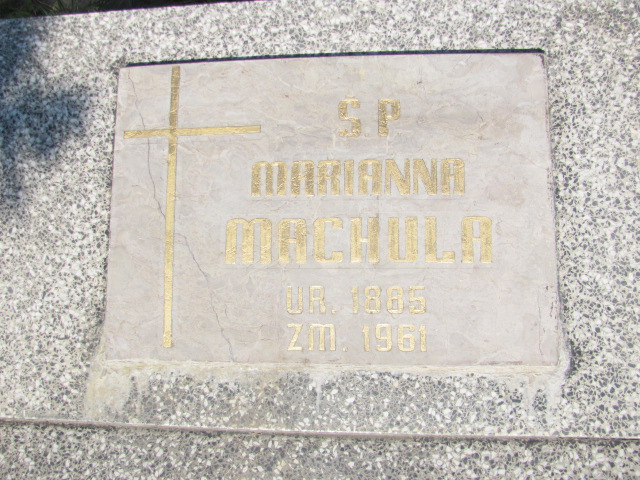 Ś P
MARIANNA
MACHULA
UR. 1885
ZM. 1961